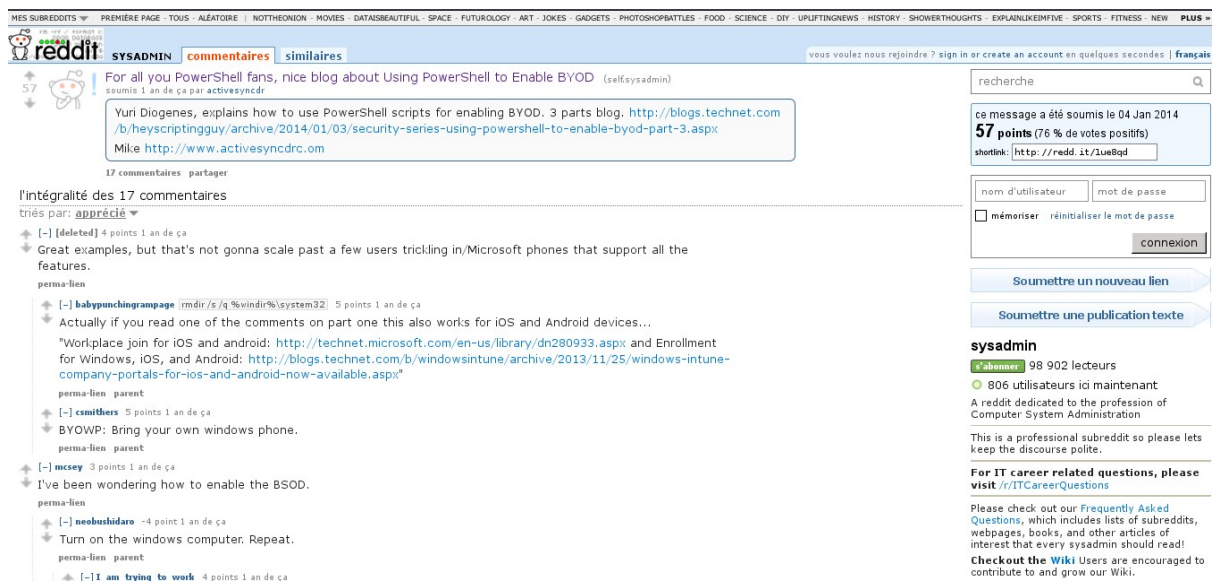 MES SUBREDDITS PREMIÈRE PAGE - TOUS - ALÉATOIRE | NOTTHEONION - MOVIES - DATAISBEAUTIFUL - SPACE - FUTUROLOGY - ART - JOKES - GADGETS - PHOTOSHOPBATTLES - FOOD - SCIENCE - DIY - UPLIFTINGNEWS - HISTORY - SHOWERTHOUGHTS - EXPLAINLIKEIMFIVE - SPORTS - FITNESS - NEW PLUS »
reddit SYSADMIN commentaires similaires
vous voulez nous rejoindre ? sign in or create an account en quelques secondes | français
57
For all you PowerShell fans, nice blog about Using PowerShell to Enable BYOD (self.sysadmin)
soumis 1 an de ça par activesyncdr
Yuri Diogenes, explains how to use PowerShell scripts for enabling BYOD. 3 parts blog. http://blogs.technet.com
/b/heyscriptingguy/archive/2014/01/03/security-series-using-powershell-to-enable-byod-part-3.aspx
Mike http://www.activesyncdrc.om
17 commentaires partager
l'intégralité des 17 commentaires
triés par: apprécié
[–] [deleted] 4 points 1 an de ça
Great examples, but that's not gonna scale past a few users trickling in/Microsoft phones that support all the
features.
perma-lien
[–] babypunchingrampage rmdir /s /q %windir%\system32 5 points 1 an de ça
Actually if you read one of the comments on part one this also works for iOS and Android devices...
"Workplace join for iOS and android: http://technet.microsoft.com/en-us/library/dn280933.aspx and Enrollment
for Windows, iOS, and Android: http://blogs.technet.com/b/windowsintune/archive/2013/11/25/windows-intune-
company-portals-for-ios-and-android-now-available.aspx"
perma-lien parent
[–] csmithers 5 points 1 an de ça
BYOWP: Bring your own windows phone.
perma-lien parent
[–] mcsey 3 points 1 an de ça
I've been wondering how to enable the BSOD.
perma-lien
[–] neobushidaro -4 point 1 an de ça
Turn on the windows computer. Repeat.
perma-lien parent
[–] I_am_trying_to_work 4 points 1 an de ça
recherche
ce message a été soumis le 04 Jan 2014
57 points (76 % de votes positifs)
shortlink: http://redd.it/1ue8qd
nom d'utilisateur mot de passe
mémoriser réinitialiser le mot de passe
connexion
Soumettre un nouveau lien
Soumettre une publication texte
sysadmin
s'abonner 98 902 lecteurs
806 utilisateurs ici maintenant
A reddit dedicated to the profession of
Computer System Administration
This is a professional subreddit so please lets
keep the discourse polite.
For IT career related questions, please
visit /r/ITCareerQuestions
Please check out our Frequently Asked
Questions, which includes lists of subreddits,
webpages, books, and other articles of
interest that every sysadmin should read!
Checkout the Wiki Users are encouraged to
contribute to and grow our Wiki.